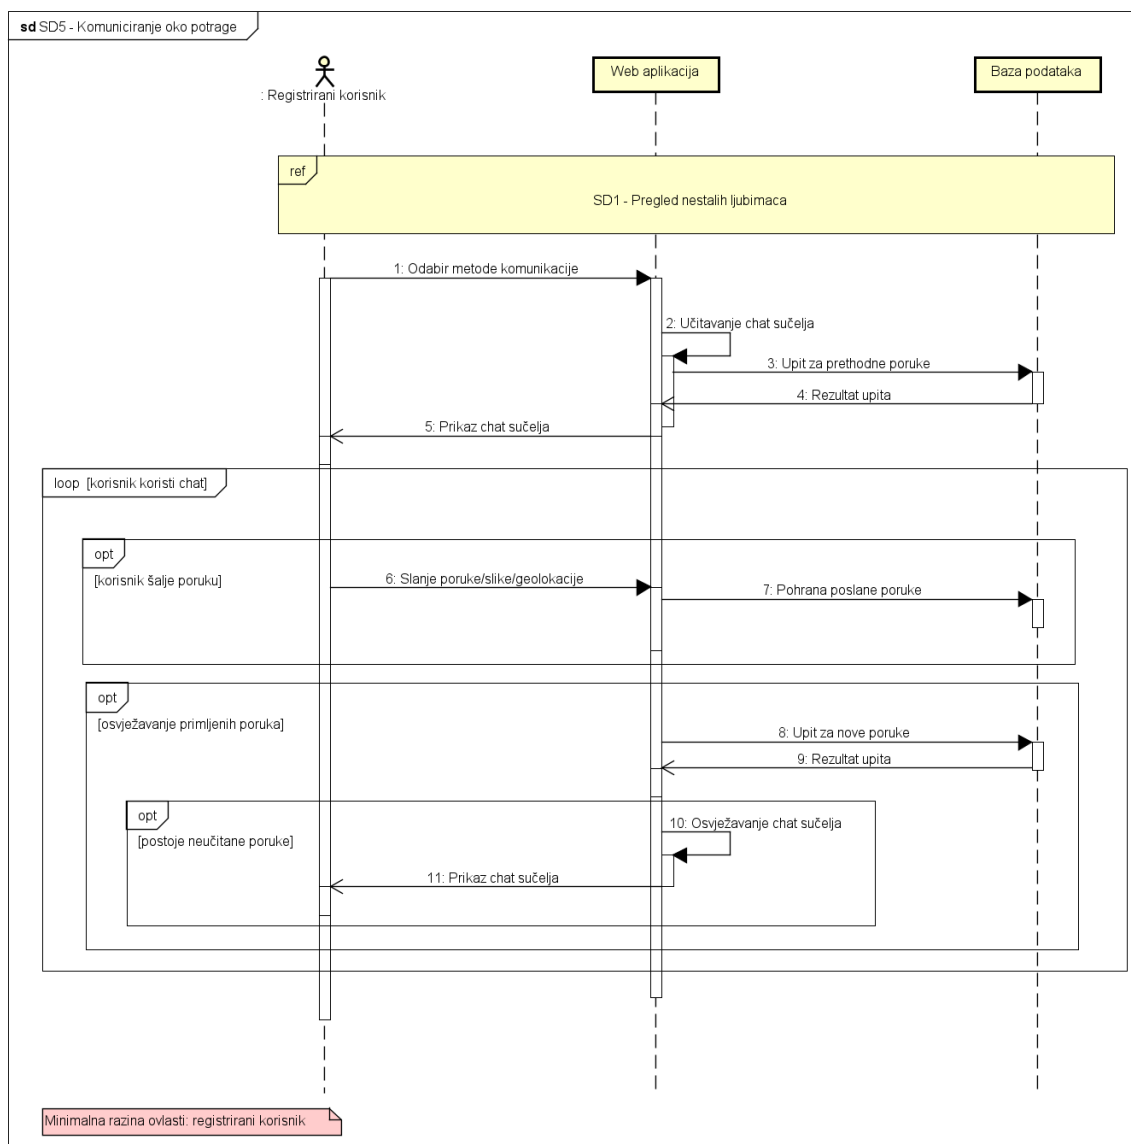 sd SD5 - Komuniciranje oko potrage
: Registrirani korisnik
Web aplikacija
Baza podataka
ref
SD1 - Pregled nestalih ljubimaca
1: Odabir metode komunikacije
2: Učitavanje chat sučelja
3: Upit za prethodne poruke
4: Rezultat upita
5: Prikaz chat sučelja
loop [korisnik koristi chat]
opt
[korisnik šalje poruku]
6: Slanje poruke/slike/geolokacije
7: Pohrana poslane poruke
opt
[osvježavanje primljenih poruka]
8: Upit za nove poruke
9: Rezultat upita
opt
[postoje neučitane poruke]
10: Osvježavanje chat sučelja
11: Prikaz chat sučelja
Minimalna razina ovlasti: registrirani korisnik